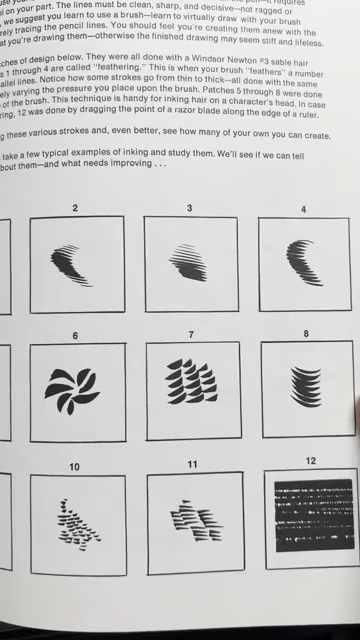 The lines must be clean, sharp, and decisive—not ragged or
on your part.
, we suggest you learn to use a brush—learn to virtually draw with your brush
rely tracing the pencil lines. You should feel you're creating them anew with the
at you're drawing them—otherwise the finished drawing may seem stiff and lifeless.
ches of design below. They were all done with a Windsor Newton #3 sable hair
s 1 through 4 are called "feathering." This is when your brush "feathers" a number
allel lines. Notice how some strokes go from thin to thick—all done with the same
ely varying the pressure you place upon the brush. Patches 5 through 8 were done
of the brush. This technique is handy for inking hair on a character's head. In case
ring, 12 was done by dragging the point of a razor blade along the edge of a ruler.
g these various strokes and, even better, see how many of your own you can create.
take a few typical examples of inking and study them. We'll see if we can tell
bout them—and what needs improving . . .
2 3 4
6 7 8
10 11 12